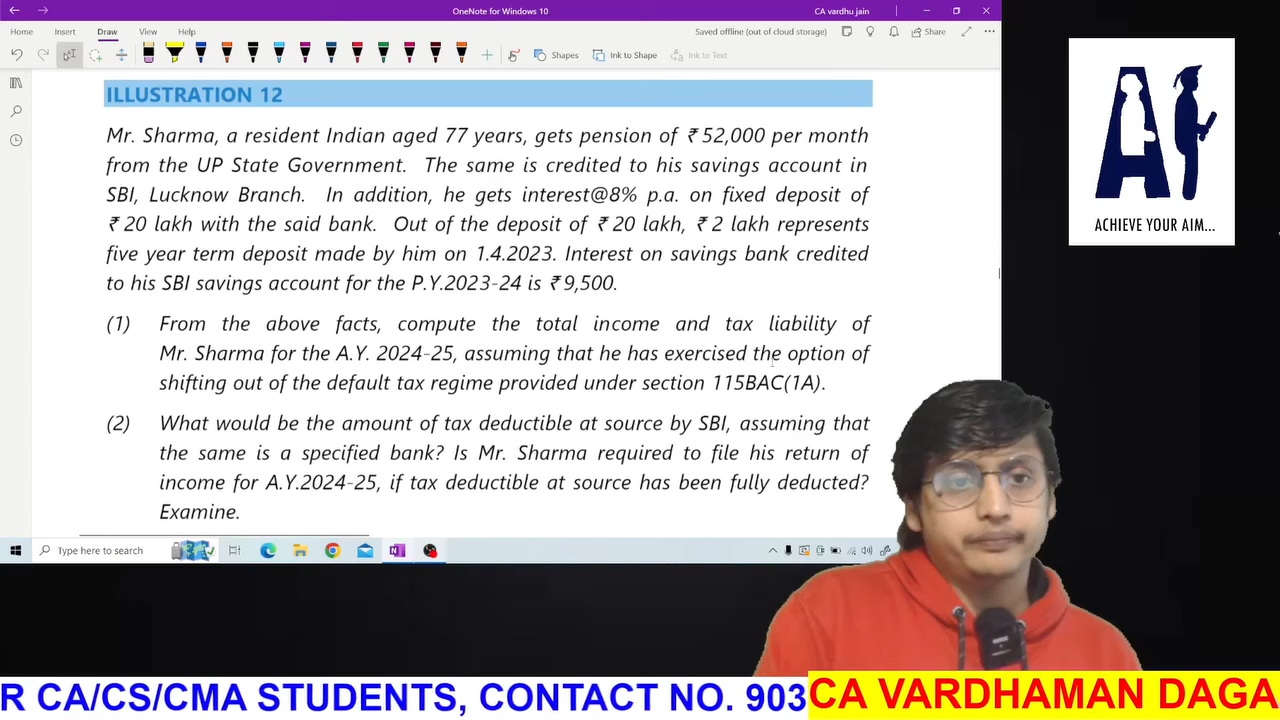 OneNote for Windows 10
CA vardhu jain
Home Insert Draw View Help
Saved offline (out of cloud storage)
Share
Shapes
Ink to Shape
Ink to Text
ILLUSTRATION 12
Mr. Sharma, a resident Indian aged 77 years, gets pension of ₹ 52,000 per month
from the UP State Government. The same is credited to his savings account in
SBI, Lucknow Branch. In addition, he gets interest@8% p.a. on fixed deposit of
₹ 20 lakh with the said bank. Out of the deposit of ₹ 20 lakh, ₹ 2 lakh represents
five year term deposit made by him on 1.4.2023. Interest on savings bank credited
to his SBI savings account for the P.Y.2023-24 is ₹ 9,500.
(1) From the above facts, compute the total income and tax liability of
Mr. Sharma for the A.Y. 2024-25, assuming that he has exercised the option of
shifting out of the default tax regime provided under section 115BAC(1A).
(2) What would be the amount of tax deductible at source by SBI, assuming that
the same is a specified bank? Is Mr. Sharma required to file his return of
income for A.Y.2024-25, if tax deductible at source has been fully deducted?
Examine.
Type here to search
ACHIEVE YOUR AIM...
R CA/CS/CMA STUDENTS, CONTACT NO. 903
CA VARDHAMAN DAGA